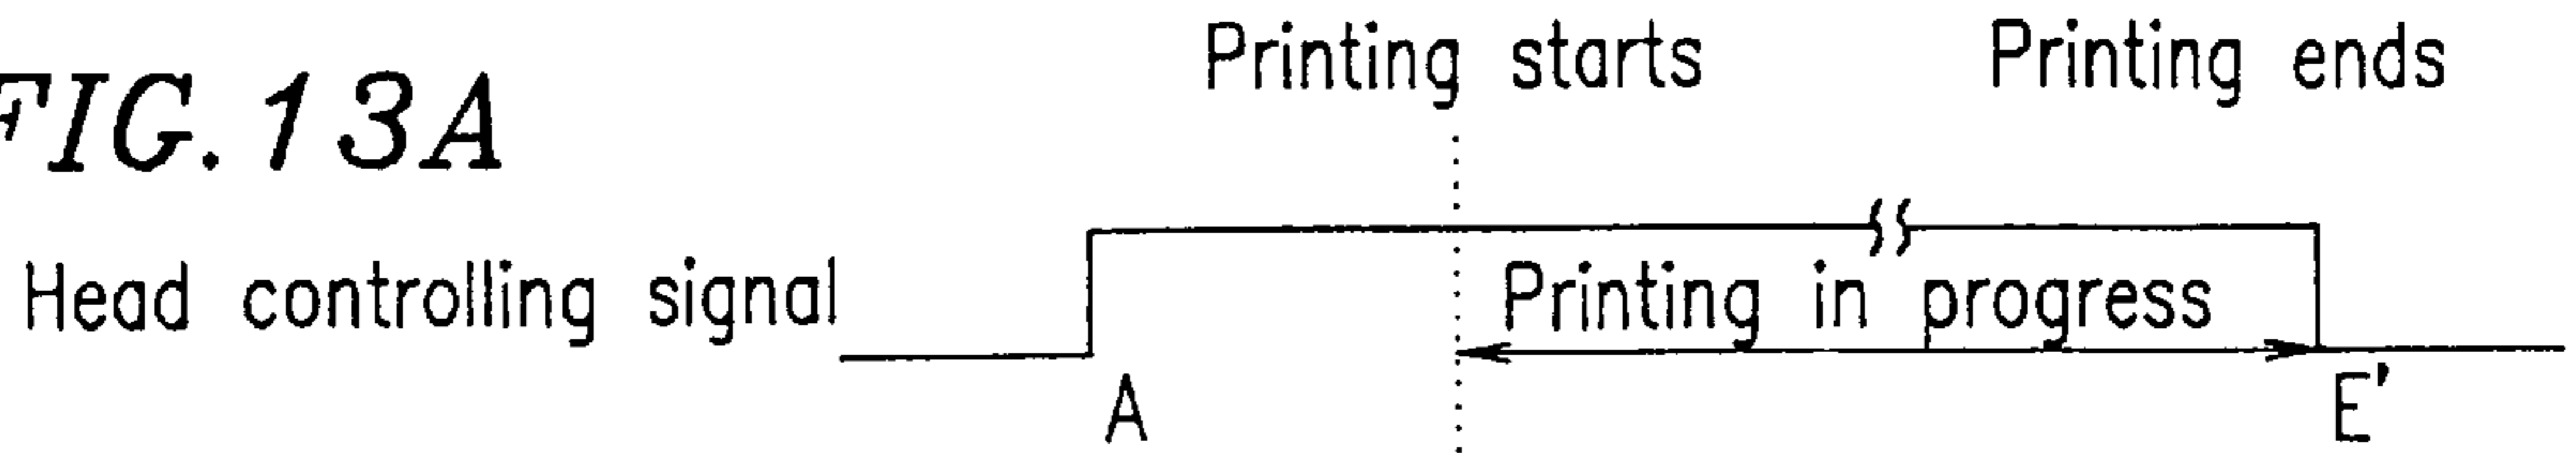 Printing starts
Printing ends
FIG. 13A
Head controlling signal
Printing in progress
A
E'